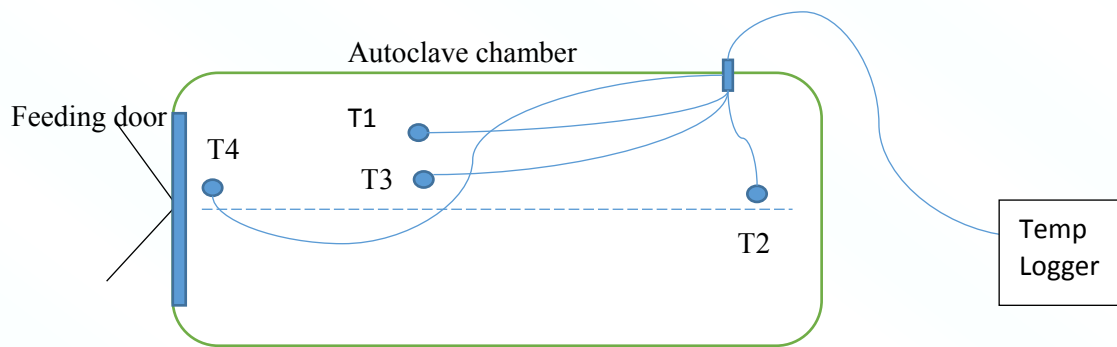 Autoclave chamber
Feeding door
T1
T4
T3
T2
Temp
Logger